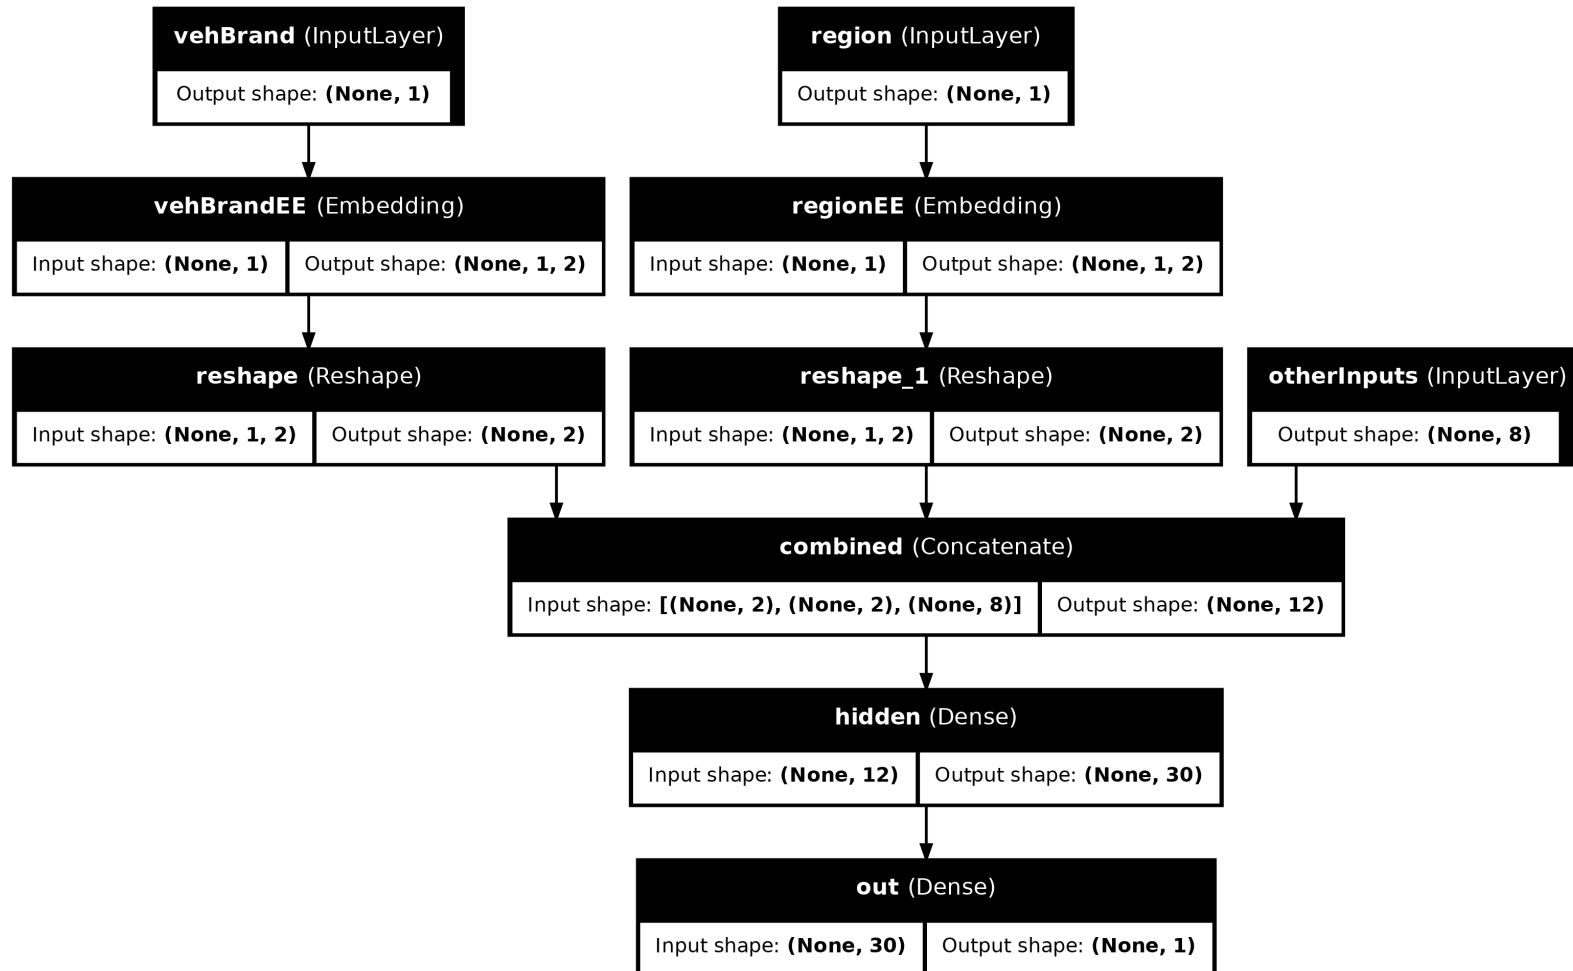 vehBrand (InputLayer)
Output shape: (None, 1)
region (InputLayer)
Output shape: (None, 1)
vehBrandEE (Embedding)
Input shape: (None, 1)
Output shape: (None, 1, 2)
regionEE (Embedding)
Input shape: (None, 1)
Output shape: (None, 1, 2)
reshape (Reshape)
Input shape: (None, 1, 2)
Output shape: (None, 2)
reshape_1 (Reshape)
Input shape: (None, 1, 2)
Output shape: (None, 2)
otherInputs (InputLayer)
Output shape: (None, 8)
combined (Concatenate)
Input shape: [(None, 2), (None, 2), (None, 8)]
Output shape: (None, 12)
hidden (Dense)
Input shape: (None, 12)
Output shape: (None, 30)
out (Dense)
Input shape: (None, 30)
Output shape: (None, 1)